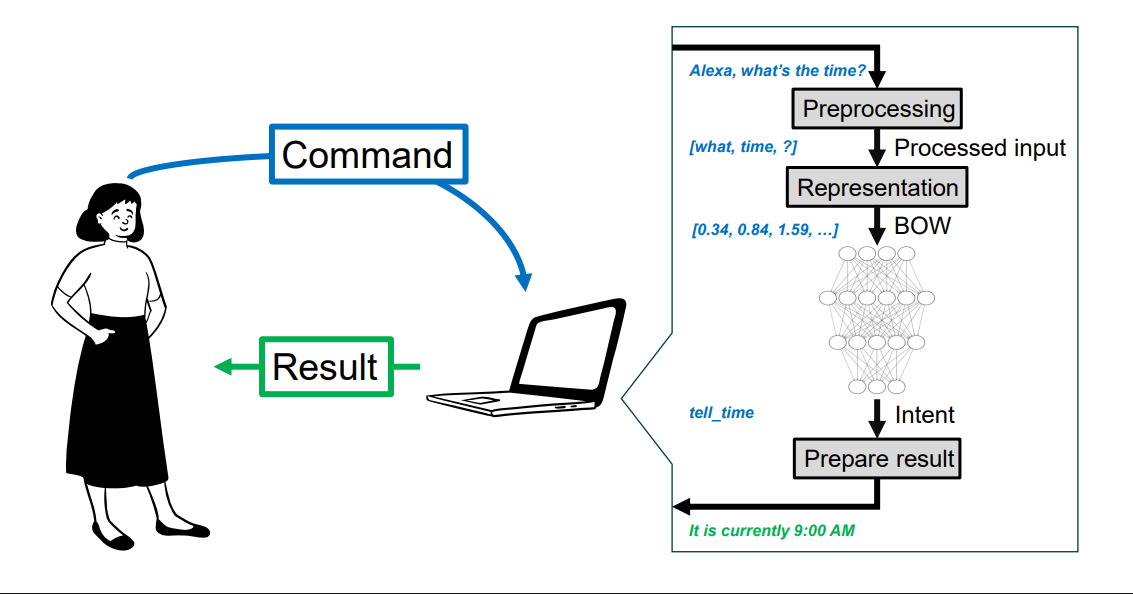 Command
Result
Alexa, what's the time?
Preprocessing
[what, time, ?]
Processed input
Representation
[0.34, 0.84, 1.59, …]
BOW
tell_time
Intent
Prepare result
It is currently 9:00 AM